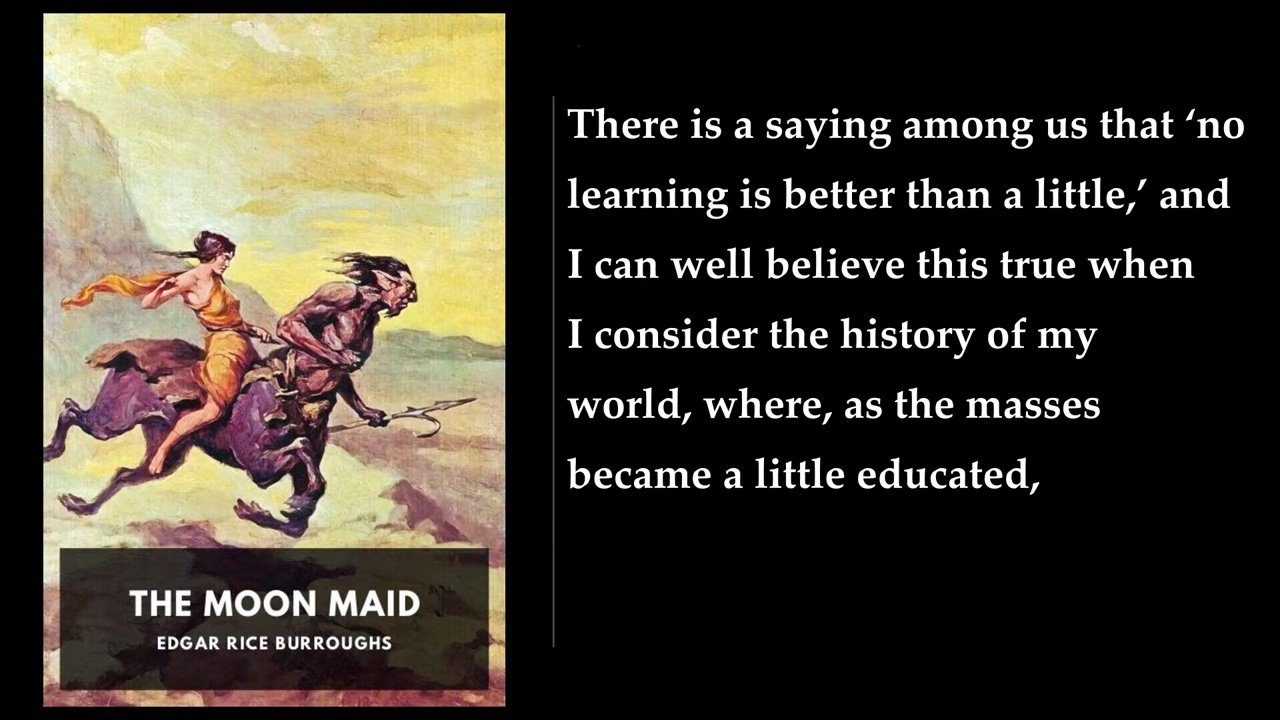 There is a saying among us that ‘no
learning is better than a little,’ and
I can well believe this true when
I consider the history of my
world, where, as the masses
became a little educated,
THE MOON MAID
EDGAR RICE BURROUGHS